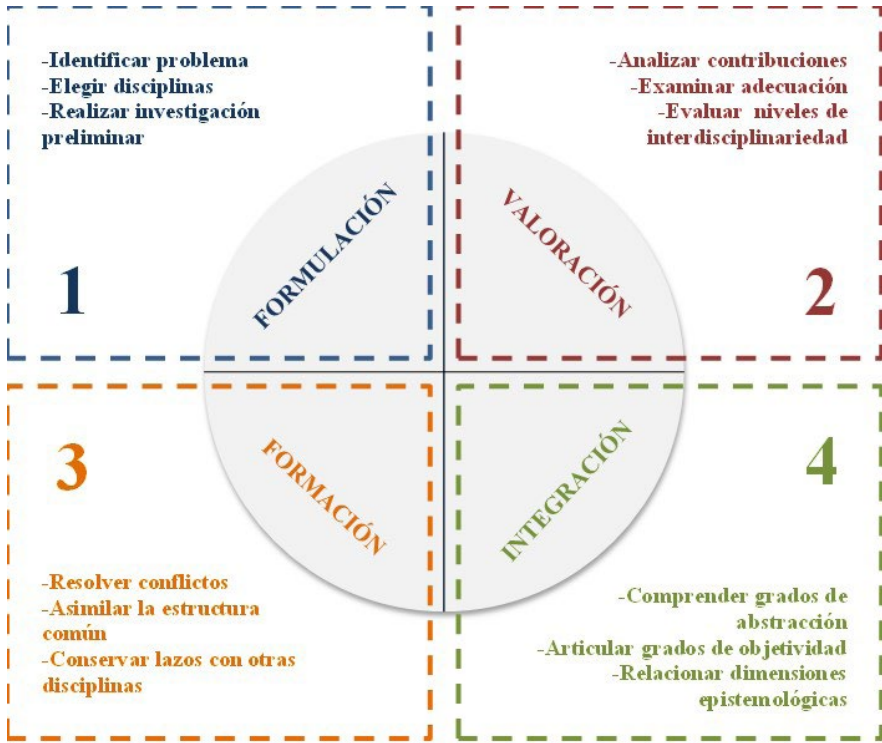 -Identificar problema
-Elegir disciplinas
-Realizar investigación
preliminar
1
FORMULACIÓN
-Analizar contribuciones
-Examinar adecuación
-Evaluar niveles de
interdisciplinariedad
VALORACIÓN
2
3
FORMACIÓN
-Resolver conflictos
-Asimilar la estructura
común
-Conservar lazos con otras
disciplinas
INTEGRACIÓN
4
-Comprender grados de
abstracción
-Articular grados de objetividad
-Relacionar dimensiones
epistemológicas